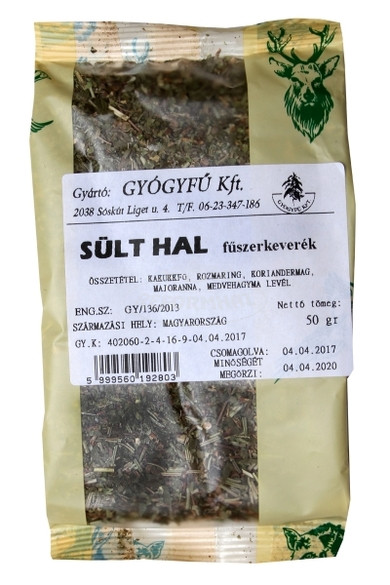 Gyártó: GYÓGYFŰ Kft.
2038 Sóskút Liget u. 4. T/F. 06-23-347-186
GYÓGYFŰ KFT.
SÜLT HAL fűszerkeverék
ÖSSZETÉTEL: KAKUKKFŰ, ROZMARING, KORIANDERMAG,
MAJORANNA, MEDVEHAGYMA LEVÉL
ENG.SZ: GY/136/2013
Nettó tömeg:
SZÁRMAZÁSI HELY: MAGYARORSZÁG
50 gr
GY.K: 402060-2-4-16-9-04.04.2017
CSOMAGOLVA: 04.04.2017
MINŐSÉGÉT
MEGŐRZI: 04.04.2020
5 999560 192803